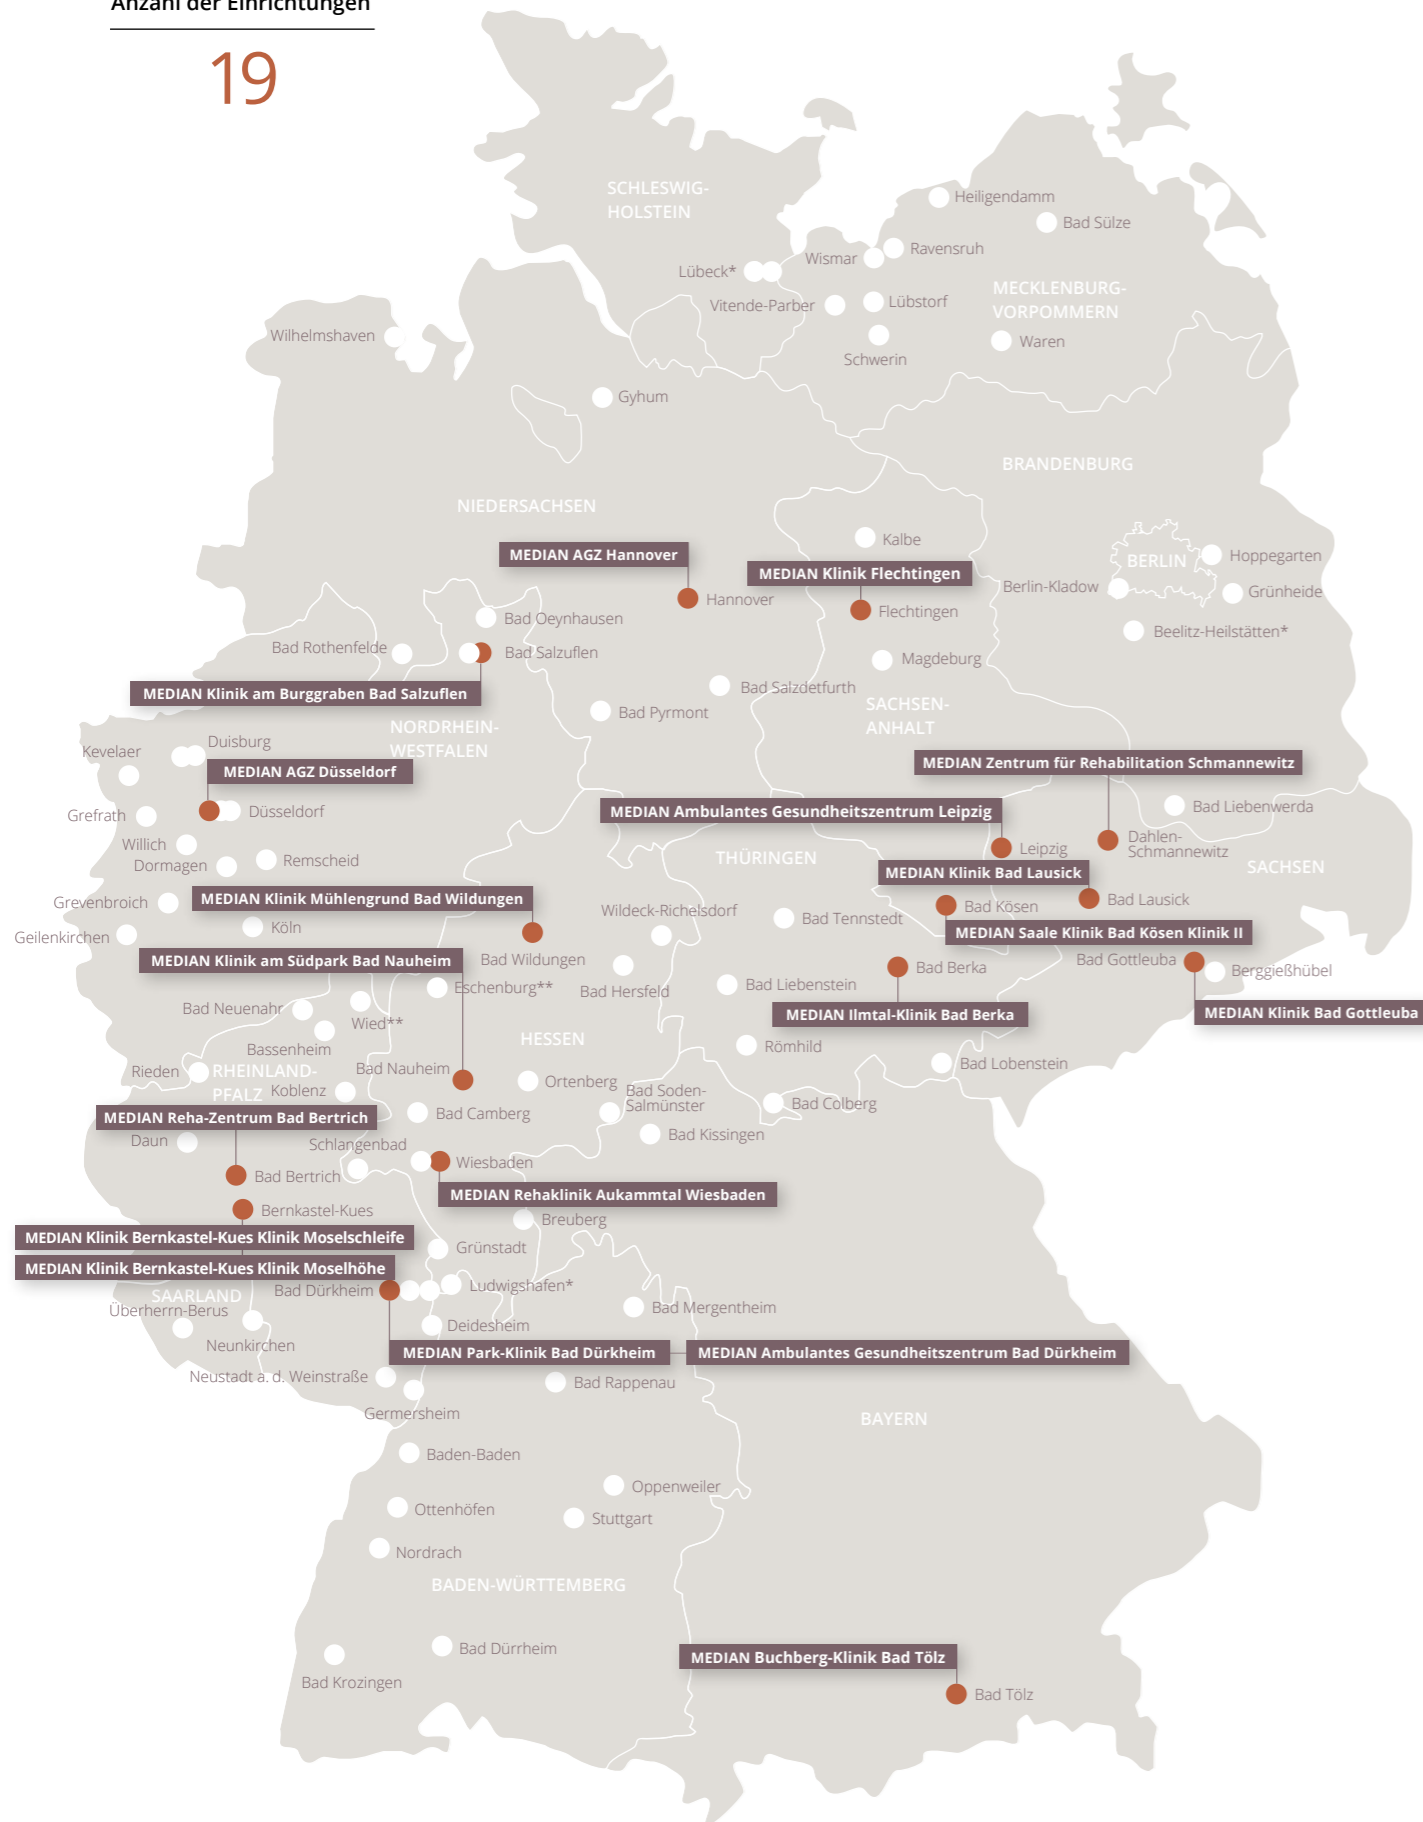 Anzahl der Einrichtungen
19
SCHLESWIG-
HOLSTEIN
Heiligendamm
Bad Sülze
Ravensruh
Wismar
Lübeck*
MECKLENBURG-
VORPOMMERN
Vitende-Parber
Lübstorf
Wilhelmshaven
Waren
Schwerin
Gyhum
BRANDENBURG
NIEDERSACHSEN
Kalbe
MEDIAN AGZ Hannover
Hoppegarten
BERLIN
MEDIAN Klinik Flechtingen
Berlin-Kladow
Grünheide
Hannover
Flechtingen
Bad Oeynhausen
Beelitz-Heilstätten*
Bad Rothenfelde
Bad Salzuflen
Magdeburg
Bad Salzdetfurth
MEDIAN Klinik am Burggraben Bad Salzuflen
SACHSEN-
ANHALT
Bad Pyrmont
NORDRHEIN-
WESTFALEN
Duisburg
Kevelaer
MEDIAN Zentrum für Rehabilitation Schmannewitz
MEDIAN AGZ Düsseldorf
Bad Liebenwerda
Grefrath
Düsseldorf
MEDIAN Ambulantes Gesundheitszentrum Leipzig
Dahlen-
Schmannewitz
Willich
Leipzig
THÜRINGEN
Dormagen
Remscheid
SACHSEN
MEDIAN Klinik Bad Lausick
MEDIAN Klinik Mühlengrund Bad Wildungen
Bad Lausick
Grevenbroich
Bad Kösen
Wildeck-Richelsdorf
Bad Tennstedt
Köln
MEDIAN Saale Klinik Bad Kösen Klinik II
Geilenkirchen
MEDIAN Klinik am Südpark Bad Nauheim
Bad Wildungen
Bad Gottleuba
Bad Berka
Berggießhübel
Eschenburg**
Bad Hersfeld
Bad Liebenstein
Bad Neuenahr
MEDIAN Ilmtal-Klinik Bad Berka
MEDIAN Klinik Bad Gottleuba
Wied**
HESSEN
Bassenheim
Römhild
Bad Lobenstein
Rieden
RHEINLAND-
PFALZ
Bad Nauheim
Ortenberg
Koblenz
Bad Soden-
Salmünster
Bad Colberg
MEDIAN Reha-Zentrum Bad Bertrich
Bad Camberg
Daun
Schlangenbad
Bad Kissingen
Wiesbaden
Bad Bertrich
MEDIAN Rehaklinik Aukammtal Wiesbaden
Bernkastel-Kues
Breuberg
MEDIAN Klinik Bernkastel-Kues Klinik Moselschleife
Grünstadt
MEDIAN Klinik Bernkastel-Kues Klinik Moselhöhe
Ludwigshafen*
Bad Dürkheim
SAARLAND
Überherrn-Berus
Bad Mergentheim
Deidesheim
Neunkirchen
MEDIAN Park-Klinik Bad Dürkheim
MEDIAN Ambulantes Gesundheitszentrum Bad Dürkheim
Neustadt a. d. Weinstraße
Bad Rappenau
Germersheim
BAYERN
Baden-Baden
Oppenweiler
Ottenhöfen
Stuttgart
Nordrach
BADEN-WÜRTTEMBERG
Bad Dürrheim
MEDIAN Buchberg-Klinik Bad Tölz
Bad Krozingen
Bad Tölz